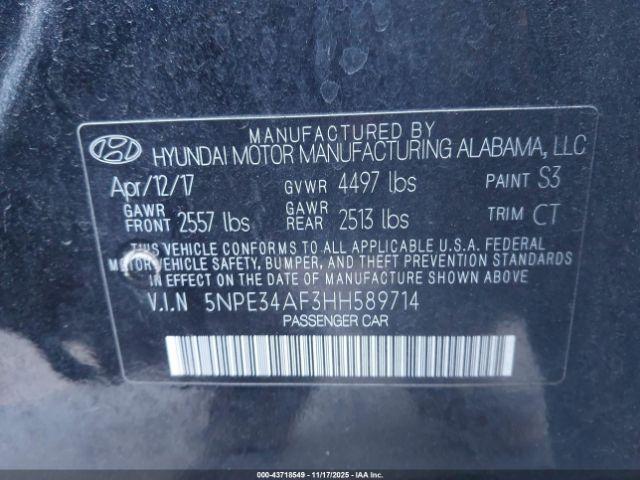 MANUFACTURED BY
HYUNDAI MOTOR MANUFACTURING ALABAMA, LLC
Apr/12/17 GVWR 4497 lbs PAINT S3
GAWR FRONT 2557 lbs GAWR REAR 2513 lbs TRIM CT
THIS VEHICLE CONFORMS TO ALL APPLICABLE U.S.A. FEDERAL
MOTOR VEHICLE SAFETY, BUMPER, AND THEFT PREVENTION STANDARDS
IN EFFECT ON THE DATE OF MANUFACTURE SHOWN ABOVE.
V.I.N 5NPE34AF3HH589714
PASSENGER CAR
000-43718549 - 11/17/2025 - Copyright © IAA, LLC